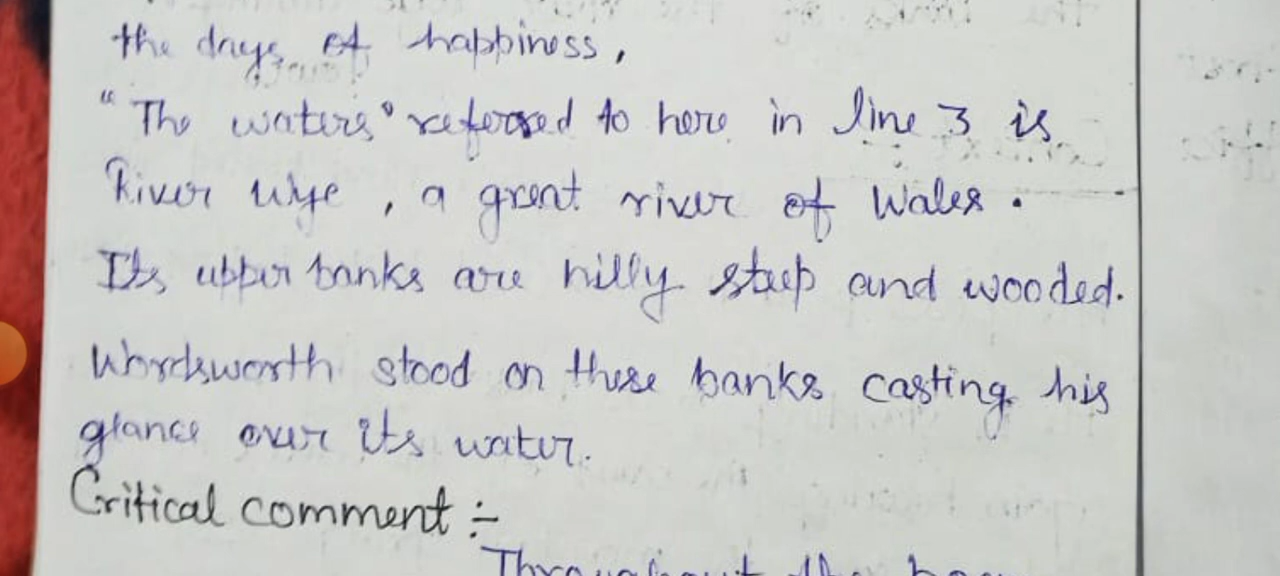 the days of happiness,
"The waters" referred to here in line 3 is
River Wye, a great river of Wales.
Its upper banks are hilly steep and wooded.
Wordsworth stood on these banks casting his
glance over its water.
Critical comment :-
Throughout the